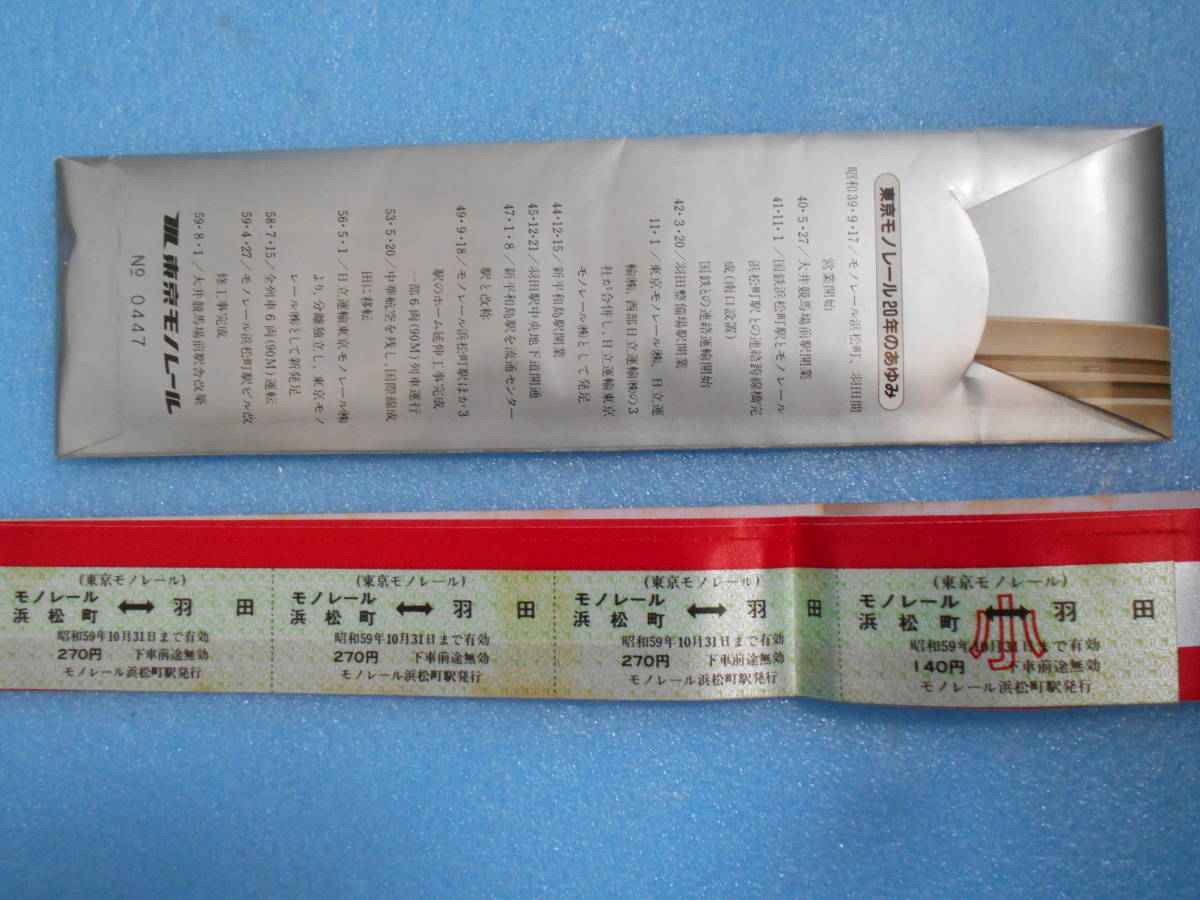 東京モノレール20年のあゆみ
昭和39・9・17/モノレール浜松町、羽田間
営業開始
40・5・27/大井競馬場前駅開業
41・11・1/国鉄浜松町駅とモノレール
浜松町駅との連絡跨線橋完
成(南口設置)
国鉄との連絡運輸開始
42・3・20/羽田整備場駅開業
11・1/東京モノレール㈱、日立運
輸㈱、西部日立運輸㈱の3
社が合併し、日立運輸東京
モノレール㈱として発足
44・12・15/新平和島駅開業
45・12・21/羽田駅中央地下道開通
47・1・8/新平和島駅を流通センター
駅と改称
49・9・18/モノレール浜松町駅ほか3
駅のホーム延伸工事完成
一部6両(90M)列車運行
53・5・20/中華航空を残し、国際線成
田に移転
56・5・1/日立運輸東京モノレール㈱
より、分離独立し、東京モノ
レール㈱として新発足
58・7・15/全列車6両(90M)運転
59・4・27/モノレール浜松町駅ビル改
修工事完成
59・8・1/大井競馬場前駅舎改築
東京モノレール
No 0447
(東京モノレール)
モノレール
浜松町 ↔ 羽田
昭和59年10月31日まで有効
270円 下車前途無効
モノレール浜松町駅発行
(東京モノレール)
モノレール
浜松町 ↔ 羽田
昭和59年10月31日まで有効
270円 下車前途無効
モノレール浜松町駅発行
(東京モノレール)
モノレール
浜松町 ↔ 羽田
昭和59年10月31日まで有効
270円 下車前途無効
モノレール浜松町駅発行
(東京モノレール)
モノレール
浜松町 ↔ 羽田
小
昭和59年10月31日まで有効
140円 下車前途無効
モノレール浜松町駅発行